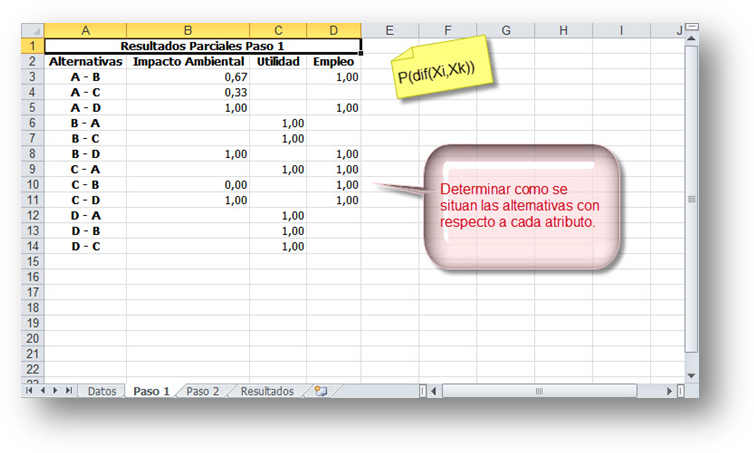 A B C D E F G H I J
1 Resultados Parciales Paso 1
2 Alternativas Impacto Ambiental Utilidad Empleo
3 A - B 0,67 1,00
4 A - C 0,33
5 A - D 1,00 1,00
6 B - A 1,00
7 B - C 1,00
8 B - D 1,00 1,00
9 C - A 1,00 1,00
10 C - B 0,00 1,00
11 C - D 1,00 1,00
12 D - A 1,00
13 D - B 1,00
14 D - C 1,00
15
16
17
18
19
20
21
22
P(dif(Xi,Xk))
Determinar como se
situan las alternativas con
respecto a cada atributo.
Datos Paso 1 Paso 2 Resultados